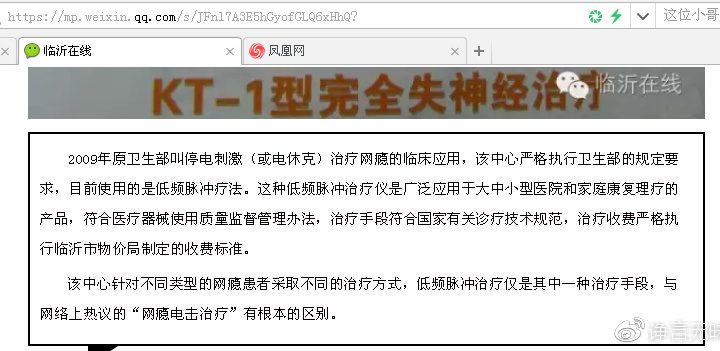 https://mp.weixin.qq.com/s/JFnl7A3E5hGyofGLQ6xHhQ?
这位小哥
临沂在线
凤凰网
KT-1型完全失神经治疗
临沂在线
2009年原卫生部叫停电刺激（或电休克）治疗网瘾的临床应用，该中心严格执行卫生部的规定要
求，目前使用的是低频脉冲疗法。这种低频脉冲治疗仪是广泛应用于大中小型医院和家庭康复理疗的
产品，符合医疗器械使用质量监督管理办法，治疗手段符合国家有关诊疗技术规范，治疗收费严格执
行临沂市物价局制定的收费标准。
该中心针对不同类型的网瘾患者采取不同的治疗方式，低频脉冲治疗仅是其中一种治疗手段，与
网络上热议的“网瘾电击治疗”有根本的区别。